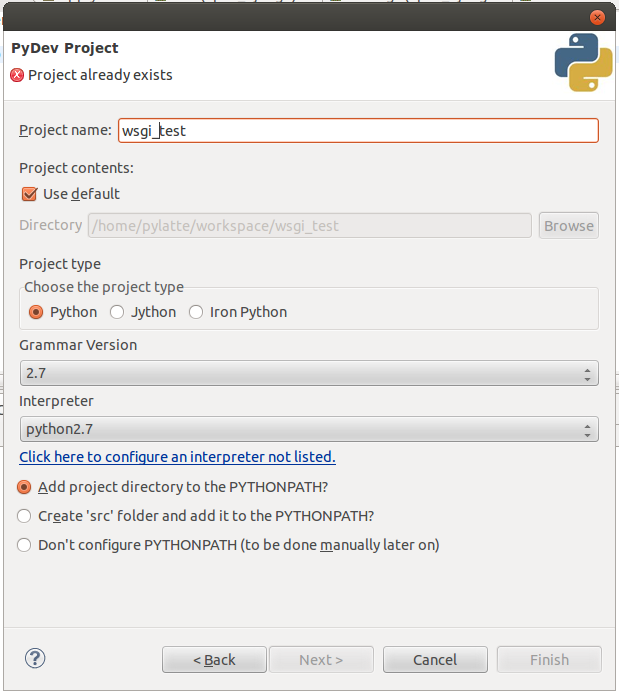 PyDev Project
Project already exists
Project name: wsgi_test
Project contents:
Use default
Directory /home/pylatte/workspace/wsgi_test Browse
Project type
Choose the project type
Python Jython Iron Python
Grammar Version
2.7
Interpreter
python2.7
Click here to configure an interpreter not listed.
Add project directory to the PYTHONPATH?
Create 'src' folder and add it to the PYTHONPATH?
Don't configure PYTHONPATH (to be done manually later on)
? < Back Next > Cancel Finish